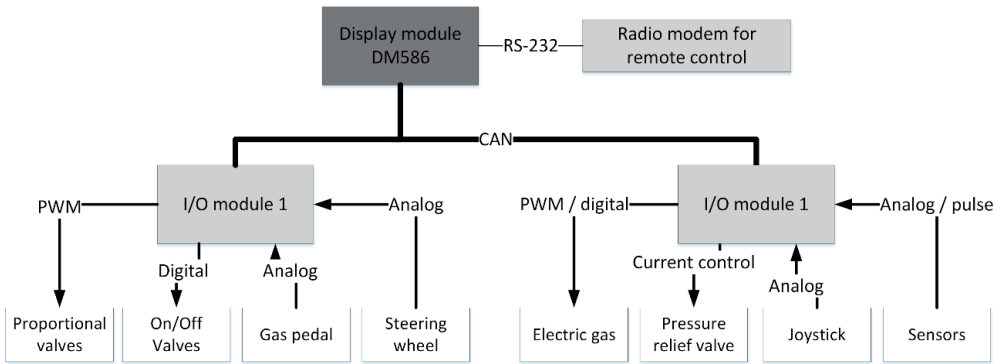 Display module
DM586
RS-232
Radio modem for
remote control
CAN
PWM
I/O module 1
Analog
PWM / digital
I/O module 1
Analog / pulse
Digital
Analog
Current control
Analog
Proportional
valves
On/Off
Valves
Gas pedal
Steering
wheel
Electric gas
Pressure
relief valve
Joystick
Sensors